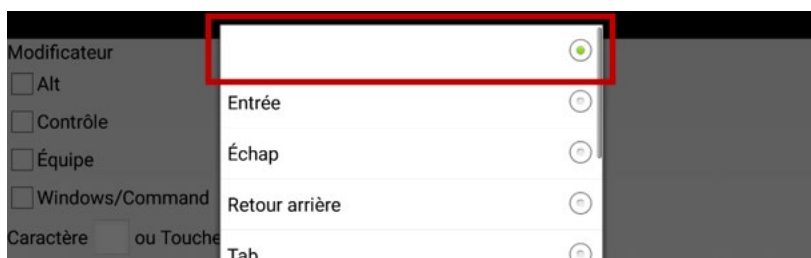 Modificateur
Alt
Contrôle
Équipe
Windows/Command
Caractère ou Touche
Entrée
Échap
Retour arrière
Tab